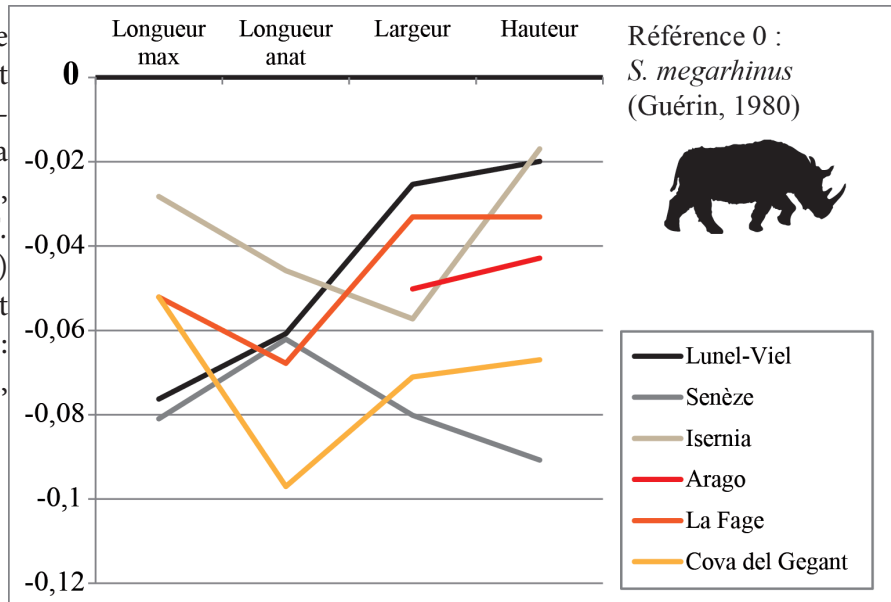 Longueur max
Longueur anat
Largeur
Hauteur
Référence 0 :
S. megarhinus
(Guérin, 1980)
0
-0,02
-0,04
-0,06
-0,08
-0,1
-0,12
Lunel-Viel
Senèze
Isernia
Arago
La Fage
Cova del Gegant